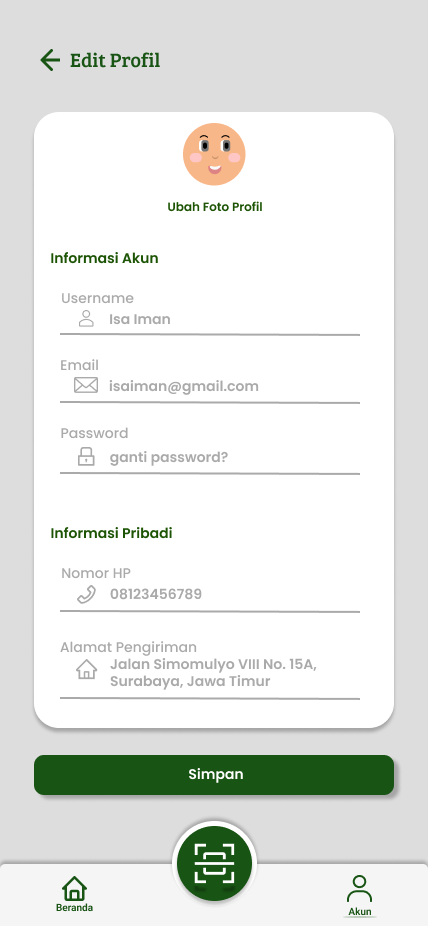 Edit Profil
Ubah Foto Profil
Informasi Akun
Username
Isa Iman
Email
isaiman@gmail.com
Password
ganti password?
Informasi Pribadi
Nomor HP
08123456789
Alamat Pengiriman
Jalan Simomulyo VIII No. 15A,
Surabaya, Jawa Timur
Simpan
Beranda
Akun